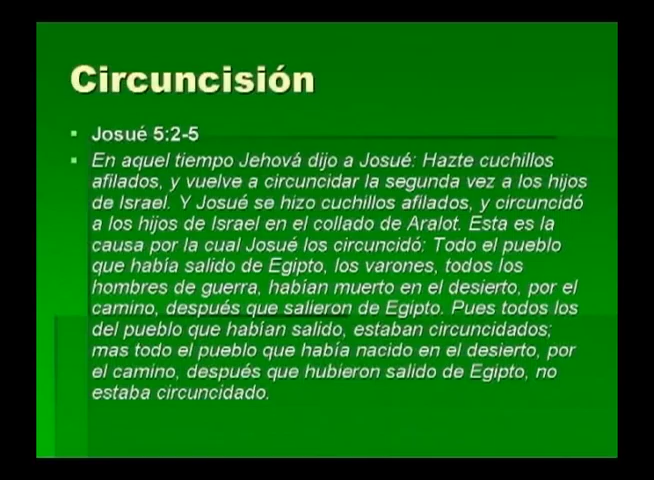 Circuncisión
Josué 5:2-5
En aquel tiempo Jehová dijo a Josué: Hazte cuchillos
afilados, y vuelve a circuncidar la segunda vez a los hijos
de Israel. Y Josué se hizo cuchillos afilados, y circuncidó
a los hijos de Israel en el collado de Aralot. Esta es la
causa por la cual Josué los circuncidó: Todo el pueblo
que había salido de Egipto, los varones, todos los
hombres de guerra, habían muerto en el desierto, por el
camino, después que salieron de Egipto. Pues todos los
del pueblo que habían salido, estaban circuncidados;
mas todo el pueblo que había nacido en el desierto, por
el camino, después que hubieron salido de Egipto, no
estaba circuncidado.